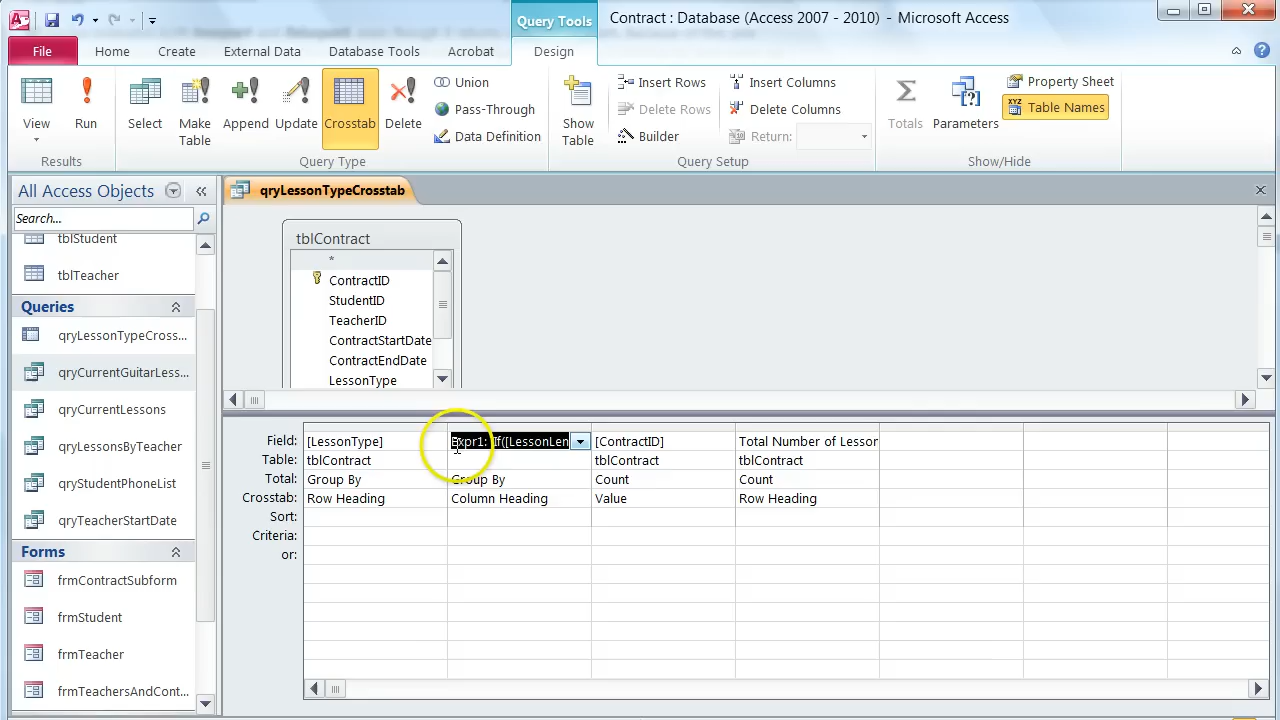 Query Tools
Contract : Database (Access 2007 - 2010) - Microsoft Access
File Home Create External Data Database Tools Acrobat Design
View
Run
Results
Select
Make Table
Append
Update
Crosstab
Delete
Union
Pass-Through
Data Definition
Query Type
Show Table
Insert Rows
Delete Rows
Builder
Insert Columns
Delete Columns
Return:
Query Setup
Totals
Parameters
Property Sheet
XYZ Table Names
Show/Hide
All Access Objects
Search...
tblStudent
tblTeacher
Queries
qryLessonTypeCross...
qryCurrentGuitarLess...
qryCurrentLessons
qryLessonsByTeacher
qryStudentPhoneList
qryTeacherStartDate
Forms
frmContractSubform
frmStudent
frmTeacher
frmTeachersAndCont...
qryLessonTypeCrosstab
tblContract
*
ContractID
StudentID
TeacherID
ContractStartDate
ContractEndDate
LessonType
Field: [LessonType] Expr1: If([LessonLen [ContractID] Total Number of Lessor
Table: tblContract tblContract tblContract
Total: Group By Group By Count Count
Crosstab: Row Heading Column Heading Value Row Heading
Sort:
Criteria:
or: